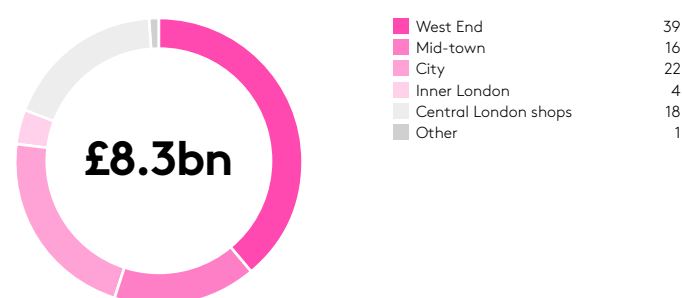 £8.3bn
West End 39
Mid-town 16
City 22
Inner London 4
Central London shops 18
Other 1